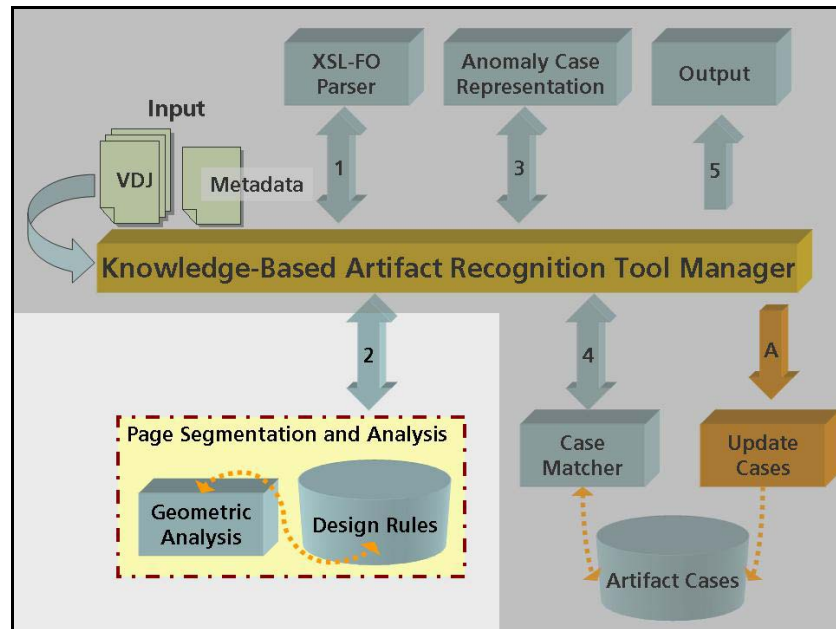 XSL-FO
Parser
Anomaly Case
Representation
Output
Input
VDJ
Metadata
1
3
5
Knowledge-Based Artifact Recognition Tool Manager
2
4
A
Page Segmentation and Analysis
Geometric
Analysis
Design Rules
Case
Matcher
Update
Cases
Artifact Cases